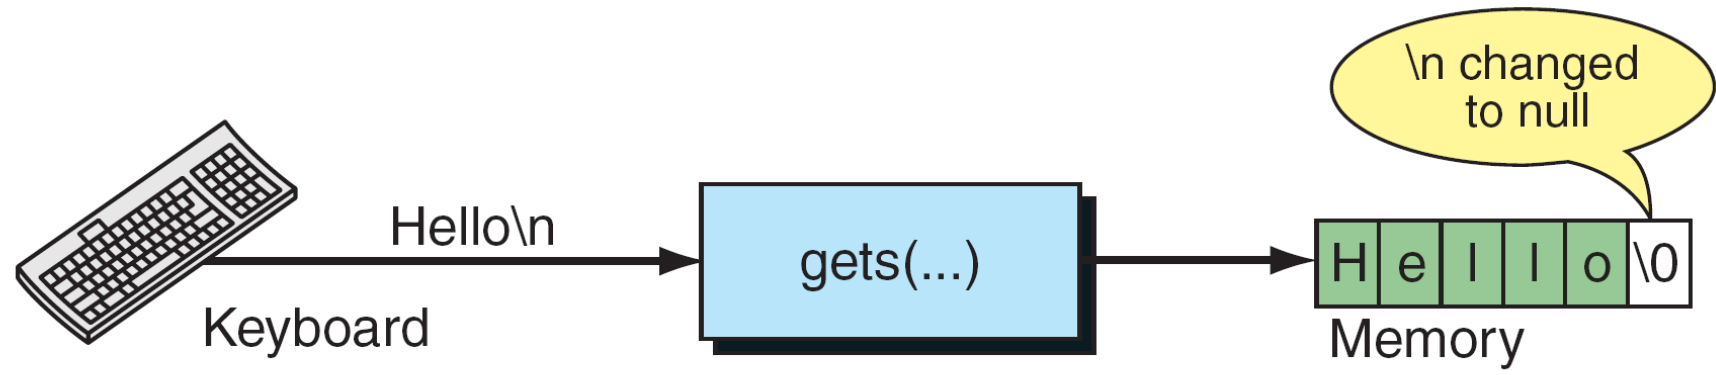 \n changed
to null
Hello\n
gets(...)
H e l l o \0
Keyboard
Memory